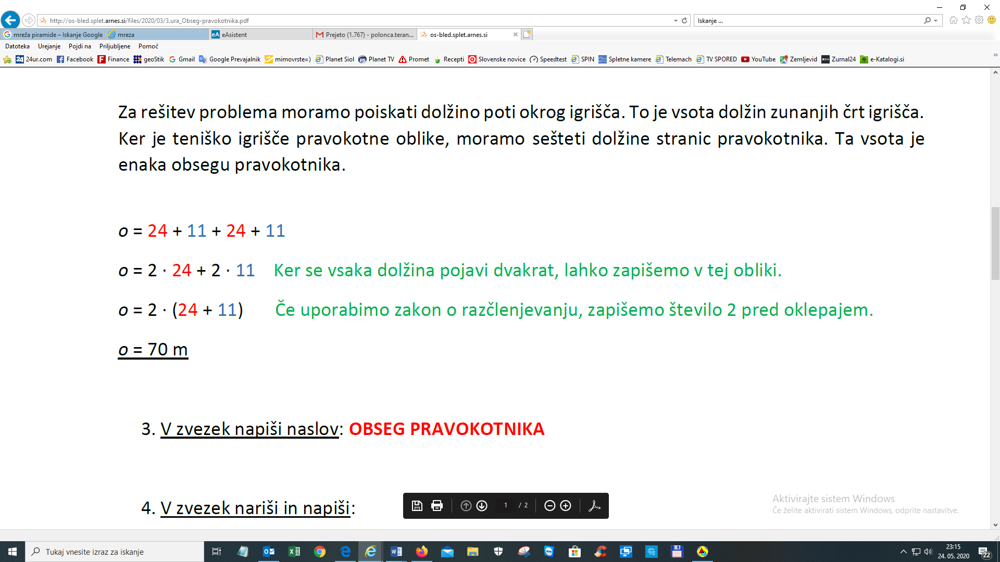 http://os-bled.splet.arnes.si/files/2020/03/3.ura_Obseg-pravokotnika.pdf
Iskanje ...
mreža piramide – Iskanje Google
mreza
eAsistent
Prejeto (1.767) - polonca.teran...
os-bled.splet.arnes.si
Datoteka Urejanje Pojdi na Priljubljene Pomoč
24ur.com Facebook Finance geoStik Gmail Google Prevajalnik mimovrste=) Planet Siol Planet TV Promet Recepti Slovenske novice Speedtest SPIN Spletne kamere Telemach TV SPORED YouTube Zemljevid Zurnal24 e-Katalogi.si
Za rešitev problema moramo poiskati dolžino poti okrog igrišča. To je vsota dolžin zunanjih črt igrišča.
Ker je teniško igrišče pravokotne oblike, moramo sešteti dolžine stranic pravokotnika. Ta vsota je
enaka obsegu pravokotnika.
o = 24 + 11 + 24 + 11
o = 2 · 24 + 2 · 11 Ker se vsaka dolžina pojavi dvakrat, lahko zapišemo v tej obliki.
o = 2 · (24 + 11) Če uporabimo zakon o razčlenjevanju, zapišemo število 2 pred oklepajem.
o = 70 m
3. V zvezek napiši naslov: OBSEG PRAVOKOTNIKA
4. V zvezek nariši in napiši:
1 / 2
Aktivirajte sistem Windows
Če želite aktivirati sistem Windows, odprite nastavitve.
Tukaj vnesite izraz za iskanje
23:15
24. 05. 2020
22